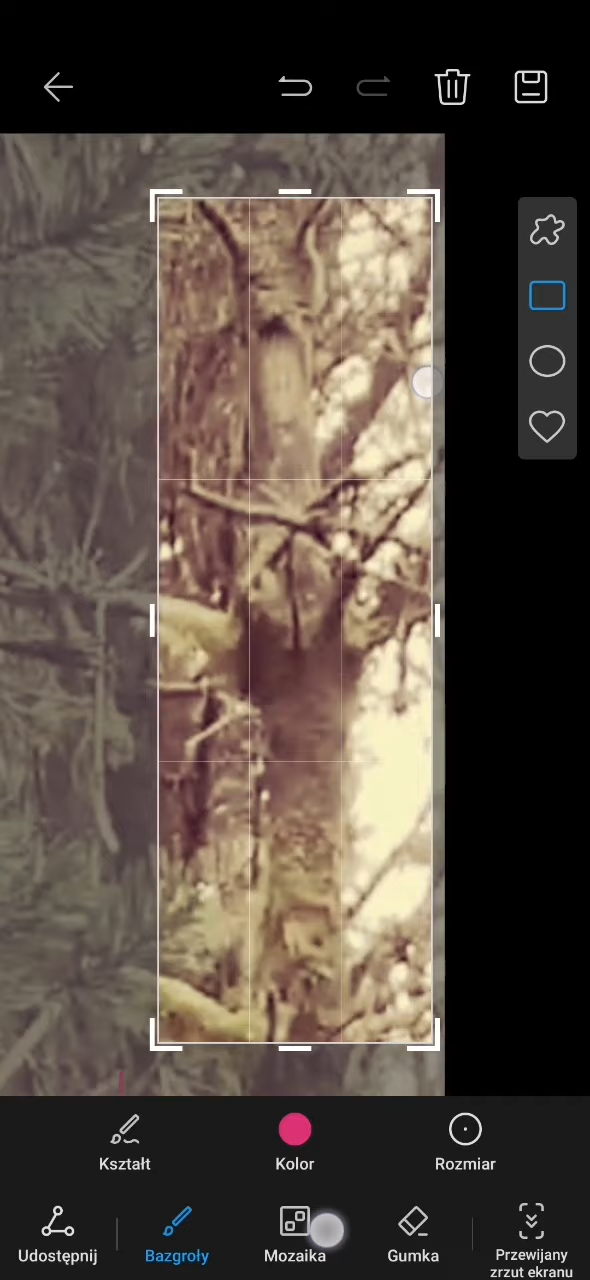 Kształt
Kolor
Rozmiar
Udostępnij
Bazgroły
Mozaika
Gumka
Przewijany
zrzut ekranu